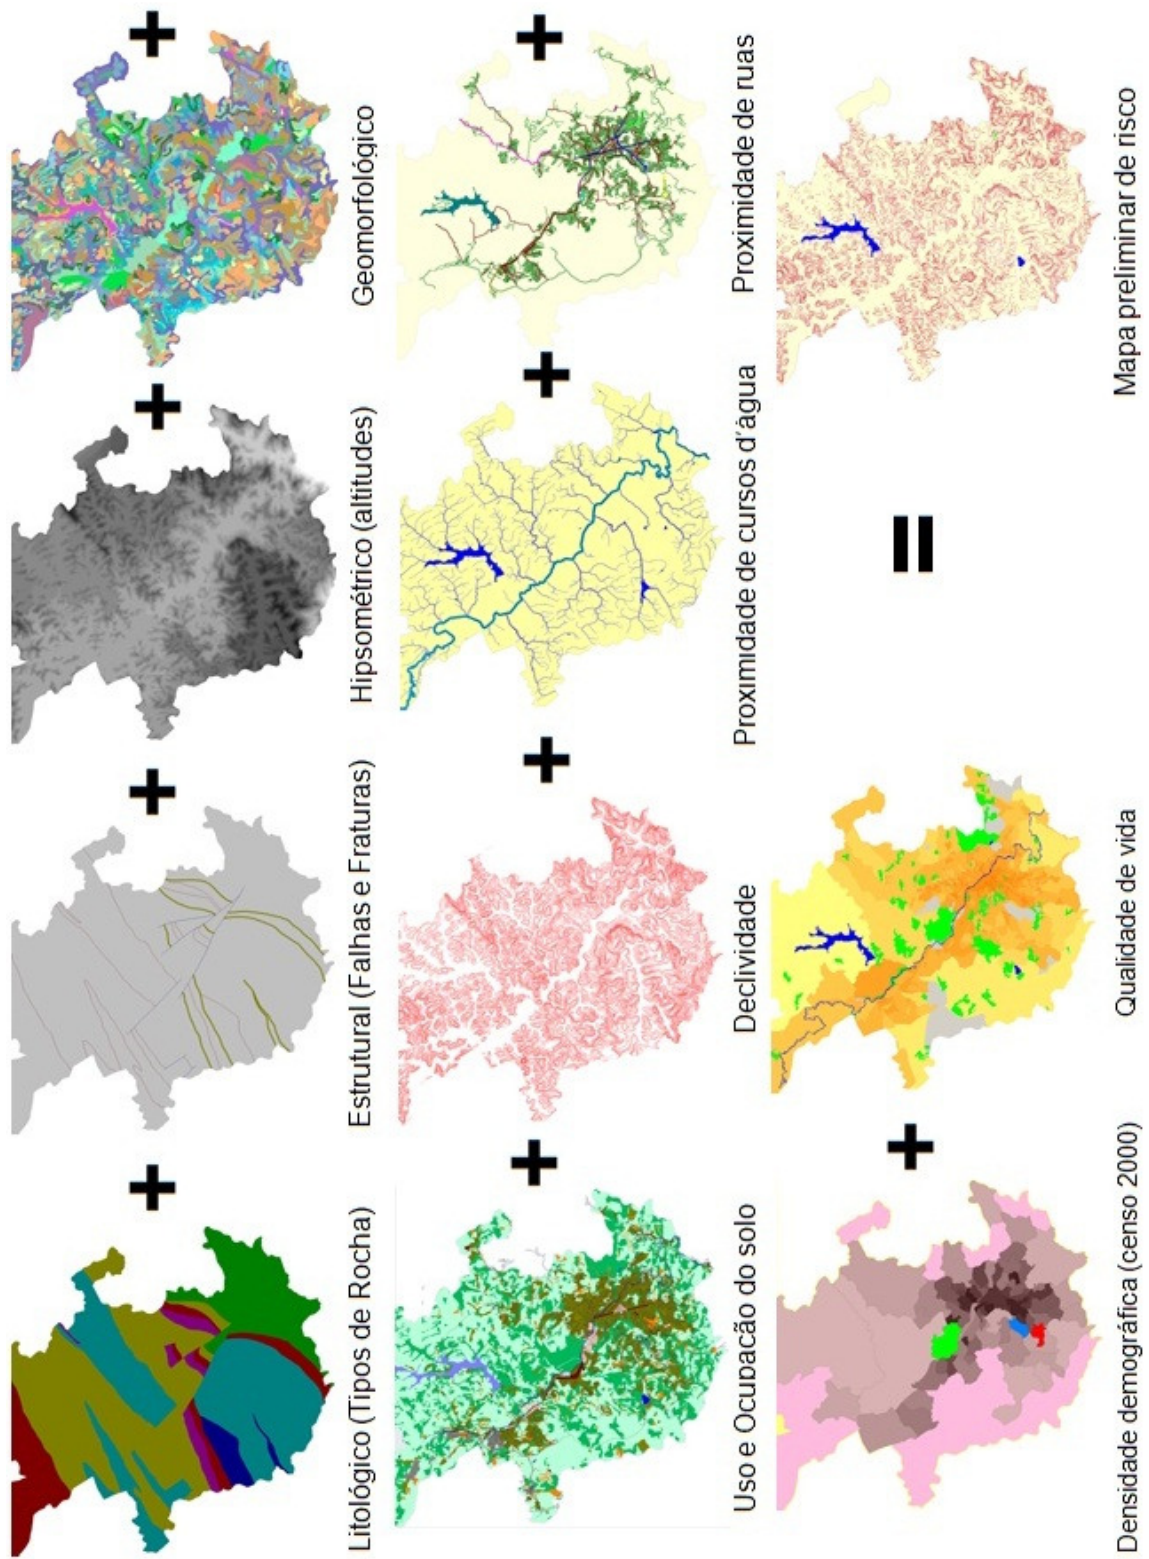 Litológico (Tipos de Rocha)
+
Estrutural (Falhas e Fraturas)
+
Hipsométrico (altitudes)
+
Geomorfológico
+
Uso e Ocupação do solo
+
Declividade
+
Proximidade de cursos d'água
+
Proximidade de ruas
+
Densidade demográfica (censo 2000)
+
Qualidade de vida
=
Mapa preliminar de risco